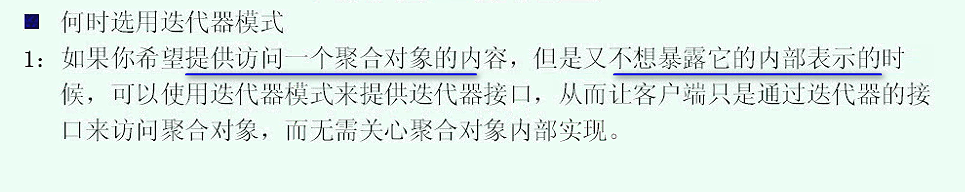 ■ 何时选用迭代器模式
1：如果你希望提供访问一个聚合对象的内容，但是又不想暴露它的内部表示的时
候，可以使用迭代器模式来提供迭代器接口，从而让客户端只是通过迭代器的接
口来访问聚合对象，而无需关心聚合对象内部实现。